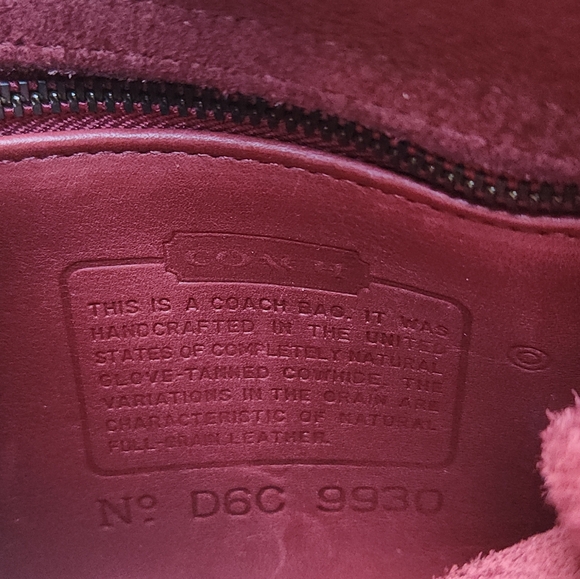 COACH
THIS IS A COACH BAG. IT WAS
HANDCRAFTED IN THE UNITED
STATES OF COMPLETELY NATURAL
GLOVE-TANNED COWHIDE. THE
VARIATIONS IN THE GRAIN ARE
CHARACTERISTIC OF NATURAL
FULL-GRAIN LEATHER.
Nº D6C 9930